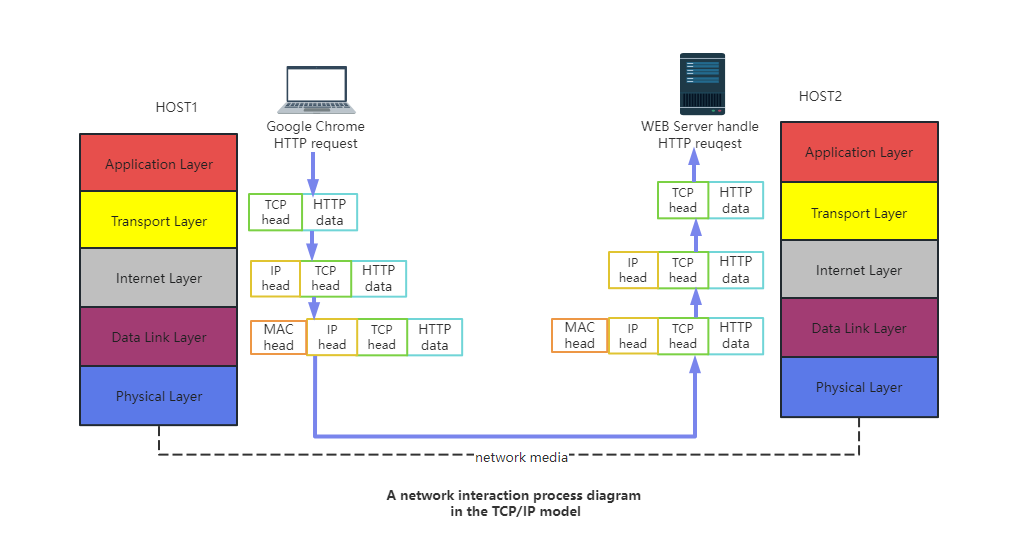 HOST1
Google Chrome
HTTP request
Application Layer
Transport Layer
Internet Layer
Data Link Layer
Physical Layer
TCP
head
HTTP
data
IP
head
TCP
head
HTTP
data
MAC
head
IP
head
TCP
head
HTTP
data
HOST2
WEB Server handle
HTTP reuqest
TCP
head
HTTP
data
IP
head
TCP
head
HTTP
data
MAC
head
IP
head
TCP
head
HTTP
data
Application Layer
Transport Layer
Internet Layer
Data Link Layer
Physical Layer
network media
A network interaction process diagram
in the TCP/IP model